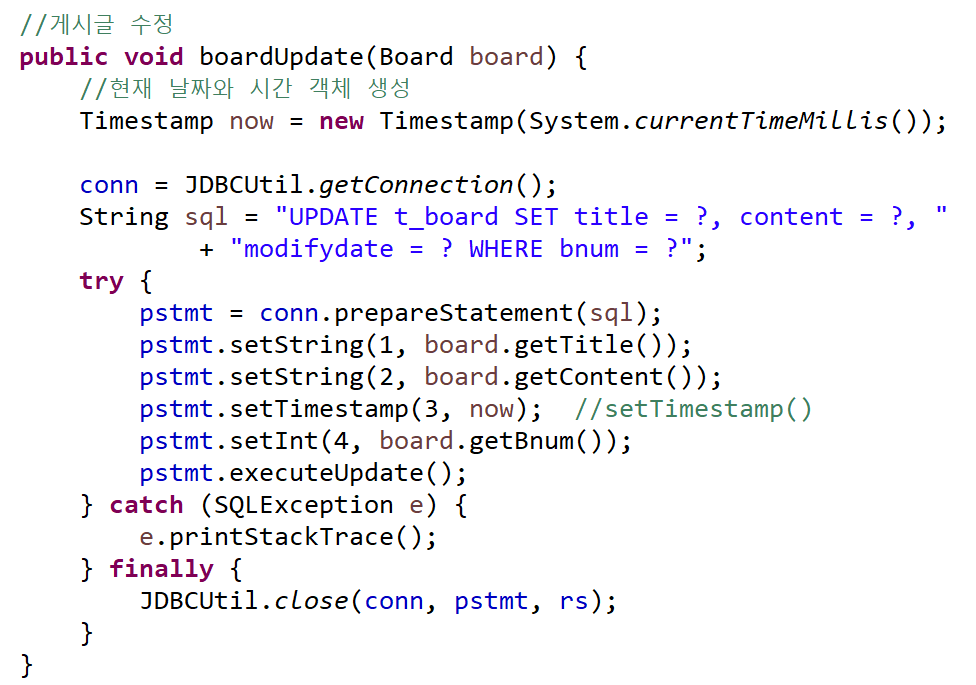 //게시글 수정
public void boardUpdate(Board board) {
    //현재 날짜와 시간 객체 생성
    Timestamp now = new Timestamp(System.currentTimeMillis());

    conn = JDBCUtil.getConnection();
    String sql = "UPDATE t_board SET title = ?, content = ?, "
            + "modifydate = ? WHERE bnum = ?";
    try {
        pstmt = conn.prepareStatement(sql);
        pstmt.setString(1, board.getTitle());
        pstmt.setString(2, board.getContent());
        pstmt.setTimestamp(3, now);  //setTimestamp()
        pstmt.setInt(4, board.getBnum());
        pstmt.executeUpdate();
    } catch (SQLException e) {
        e.printStackTrace();
    } finally {
        JDBCUtil.close(conn, pstmt, rs);
    }
}